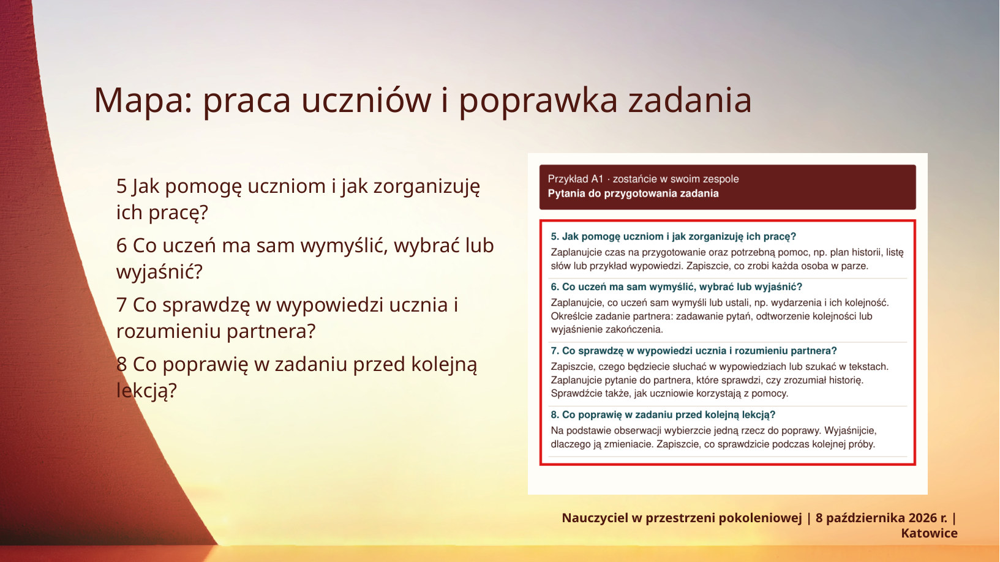 Mapa: praca uczniów i poprawka zadania
5 Jak pomogę uczniom i jak zorganizuję
ich pracę?
6 Co uczeń ma sam wymyślić, wybrać lub
wyjaśnić?
7 Co sprawdzę w wypowiedzi ucznia i
rozumieniu partnera?
8 Co poprawię w zadaniu przed kolejną
lekcją?
Przykład A1 · zostańcie w swoim zespole
Pytania do przygotowania zadania
5. Jak pomogę uczniom i jak zorganizuję ich pracę?
Zaplanujcie czas na przygotowanie oraz potrzebną pomoc, np. plan historii, listę
słów lub przykład wypowiedzi. Zapiszcie, co zrobi każda osoba w parze.
6. Co uczeń ma sam wymyślić, wybrać lub wyjaśnić?
Zaplanujcie, co uczeń sam wymyśli lub ustali, np. wydarzenia i ich kolejność.
Określcie zadanie partnera: zadawanie pytań, odtworzenie kolejności lub
wyjaśnienie zakończenia.
7. Co sprawdzę w wypowiedzi ucznia i rozumieniu partnera?
Zapiszcie, czego będziecie słuchać w wypowiedziach lub szukać w tekstach.
Zaplanujcie pytanie do partnera, które sprawdzi, czy zrozumiał historię.
Sprawdźcie także, jak uczniowie korzystają z pomocy.
8. Co poprawię w zadaniu przed kolejną lekcją?
Na podstawie obserwacji wybierzcie jedną rzecz do poprawy. Wyjaśnijcie,
dlaczego ją zmieniacie. Zapiszcie, co sprawdzicie podczas kolejnej próby.
Nauczyciel w przestrzeni pokoleniowej | 8 października 2026 r. |
Katowice